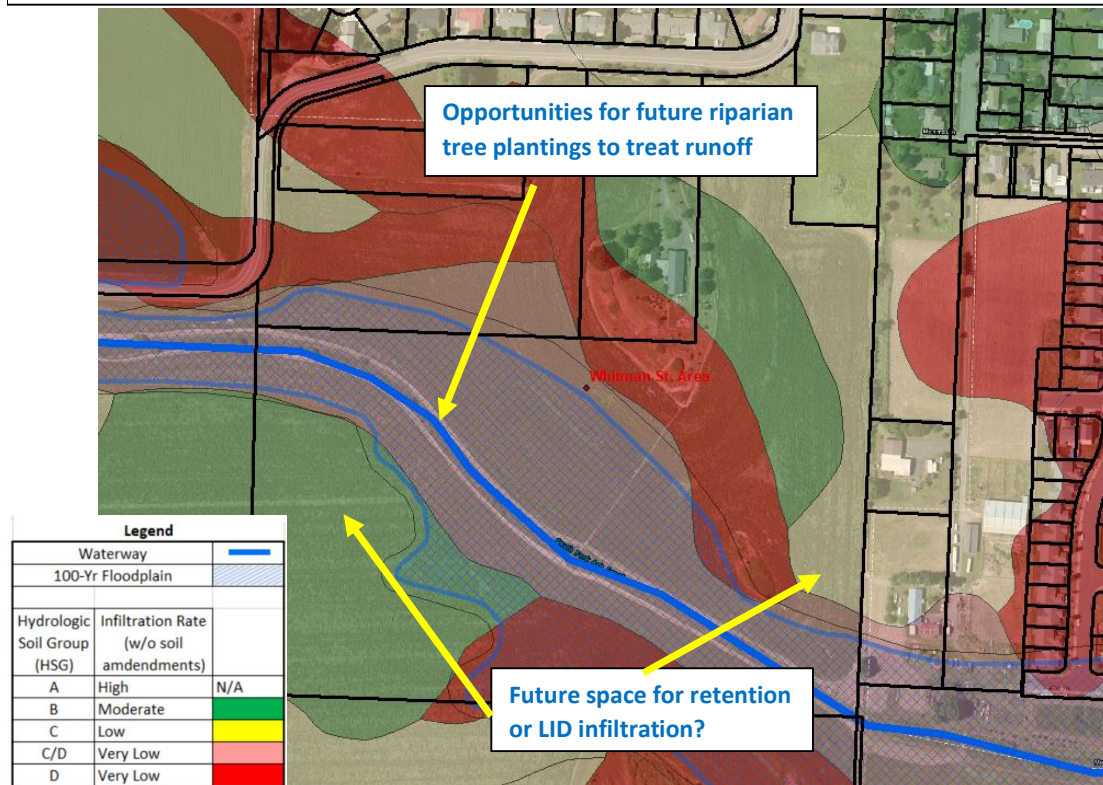 Opportunities for future riparian
tree plantings to treat runoff
Whitman St. Area
Future space for retention
or LID infiltration?
Legend
Waterway
100-Yr Floodplain
Hydrologic Soil Group (HSG)
Infiltration Rate (w/o soil amdendments)
A High N/A
B Moderate
C Low
C/D Very Low
D Very Low